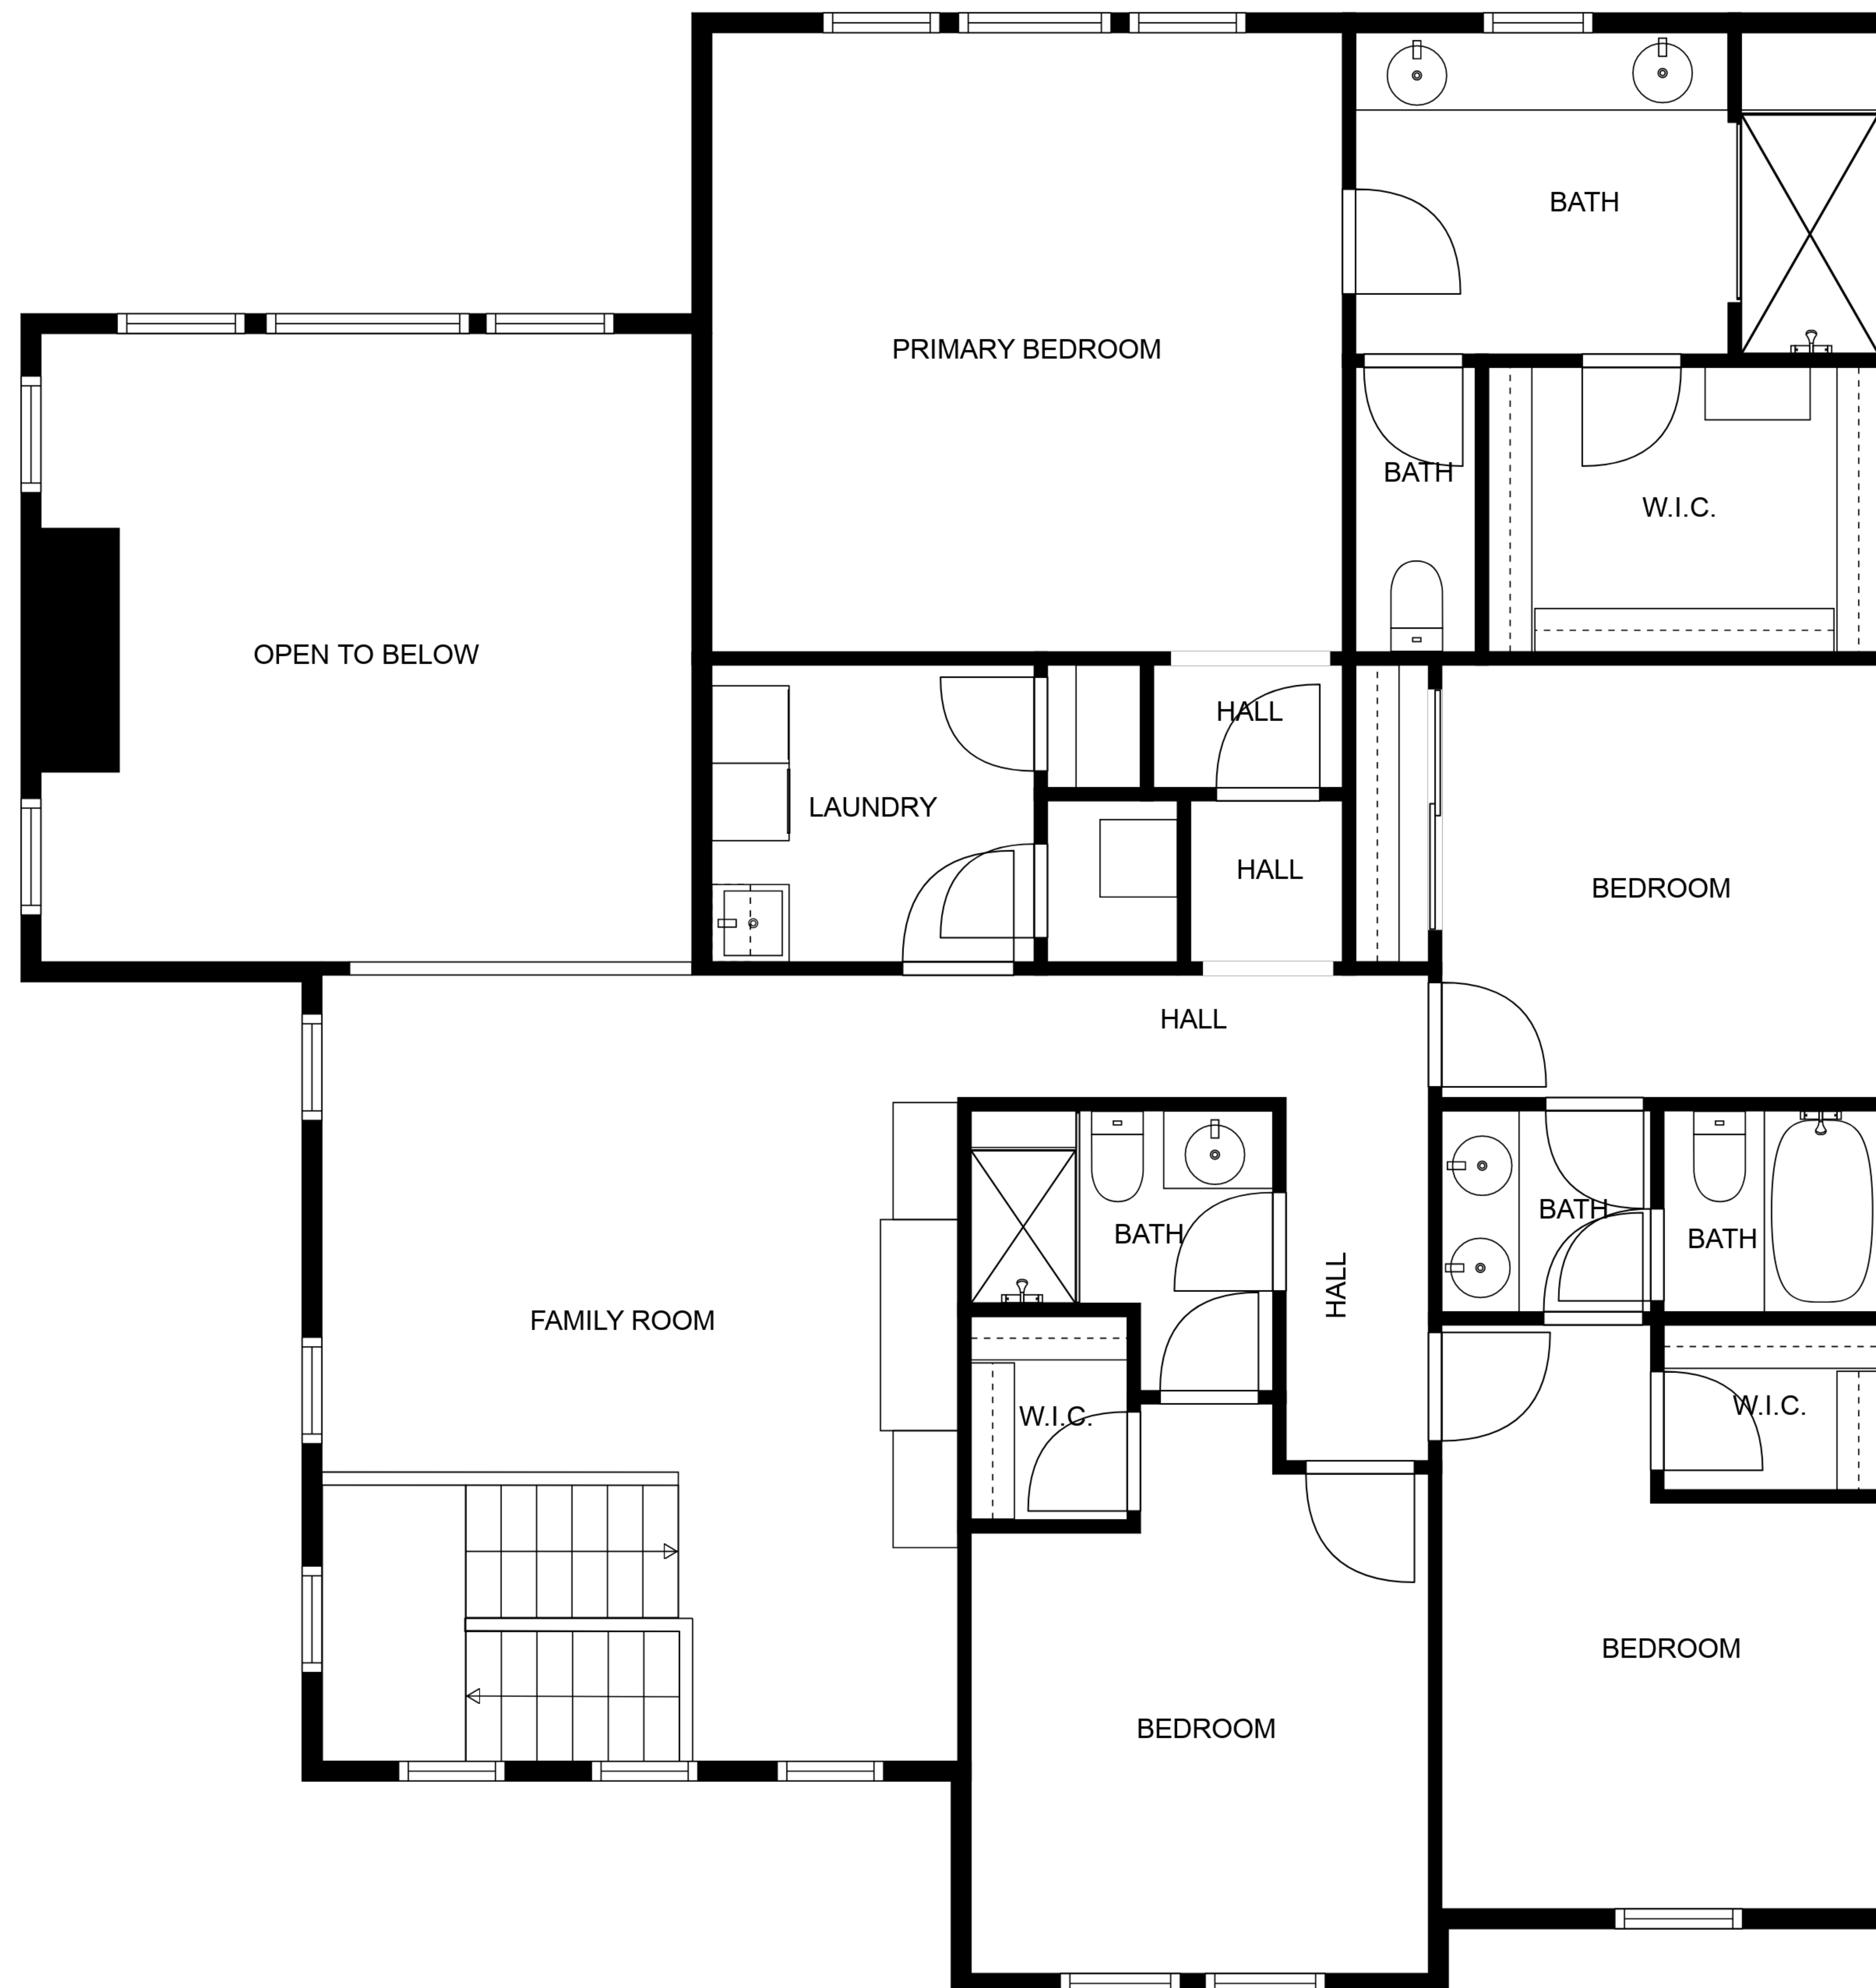 BATH
PRIMARY BEDROOM
BATH
W.I.C.
OPEN TO BELOW
HALL
LAUNDRY
HALL
BEDROOM
HALL
BATH
BATH
BATH
HALL
FAMILY ROOM
W.I.C.
W.I.C.
BEDROOM
BEDROOM